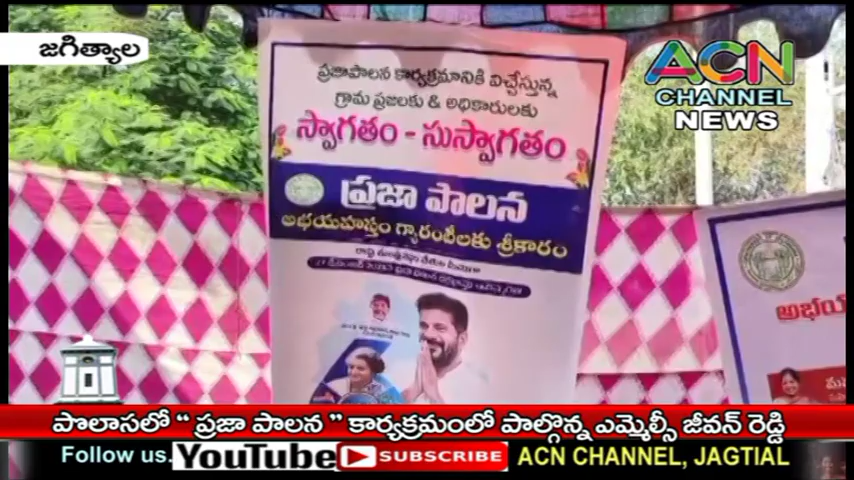 జగిత్యాల
ACN
CHANNEL
NEWS
ప్రజాపాలన కార్యక్రమానికి విచ్చేస్తున్న
గ్రామ ప్రజలకు & అధికారులకు
స్వాగతం - సుస్వాగతం
ప్రజా పాలన
అభయహస్తం గ్యారంటీలకు శ్రీకారం
అభయ
పొలాసలో “ ప్రజా పాలన ” కార్యక్రమంలో పాల్గొన్న ఎమ్మెల్సీ జీవన్ రెడ్డి
Follow us. YouTube SUBSCRIBE ACN CHANNEL, JAGTIAL